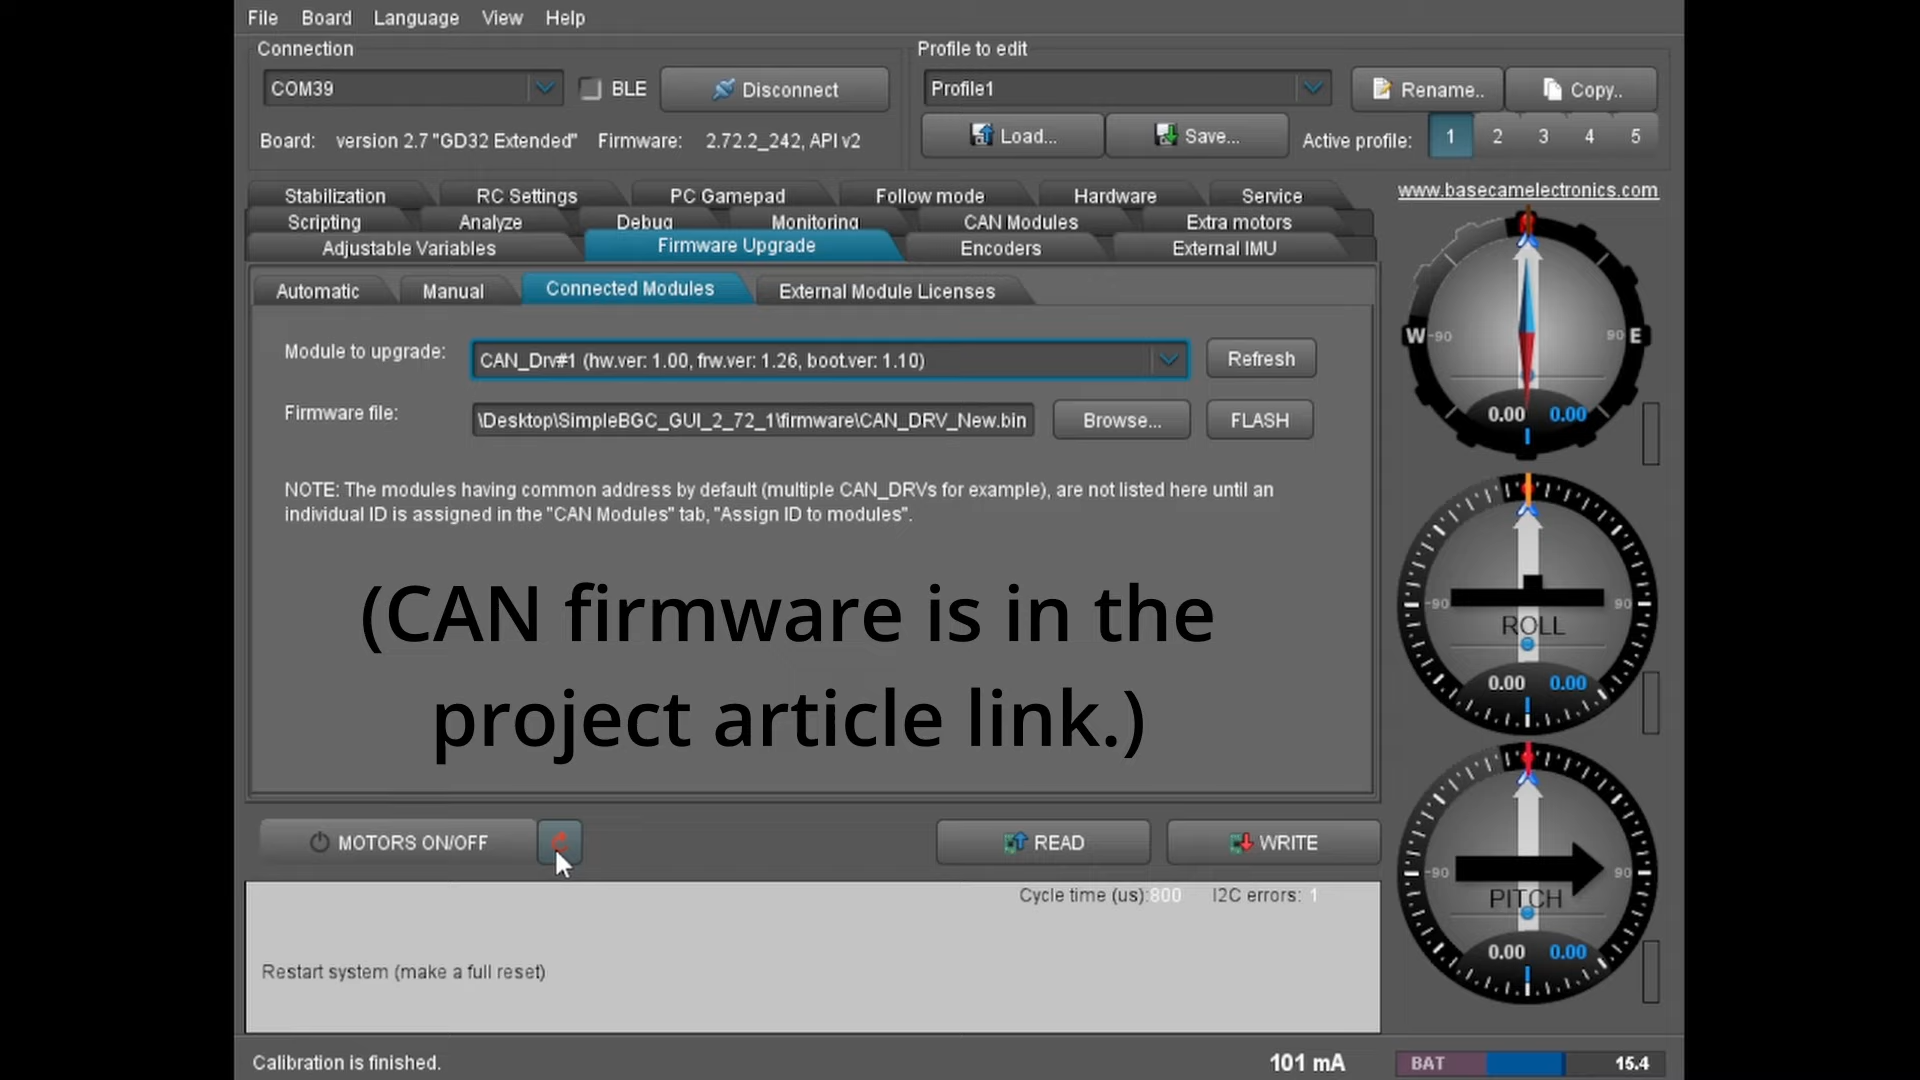 File Board Language View Help
Connection
Profile to edit
COM39 BLE Disconnect
Profile1 Rename.. Copy..
Board: version 2.7 "GD32 Extended" Firmware: 2.72.2_242, API v2
Load... Save... Active profile: 1 2 3 4 5
Stabilization RC Settings PC Gamepad Follow mode Hardware Service
www.basecamelectronics.com
Scripting Analyze Debug Monitoring CAN Modules Extra motors
Adjustable Variables Firmware Upgrade Encoders External IMU
Automatic Manual Connected Modules External Module Licenses
Module to upgrade: CAN_Drv#1 (hw.ver: 1.00, frw.ver: 1.26, boot.ver: 1.10) Refresh
Firmware file: \Desktop\SimpleBGC_GUI_2_72_1\firmware\CAN_DRV_New.bin Browse... FLASH
NOTE: The modules having common address by default (multiple CAN_DRVs for example), are not listed here until an
individual ID is assigned in the "CAN Modules" tab, "Assign ID to modules".
(CAN firmware is in the
project article link.)
W -90 90 E
0.00 0.00
-90 90
ROLL
0.00 0.00
-90 90
PITCH
0.00 0.00
MOTORS ON/OFF READ WRITE
Cycle time (us): 800 I2C errors: 1
Restart system (make a full reset)
Calibration is finished. 101 mA BAT 15.4